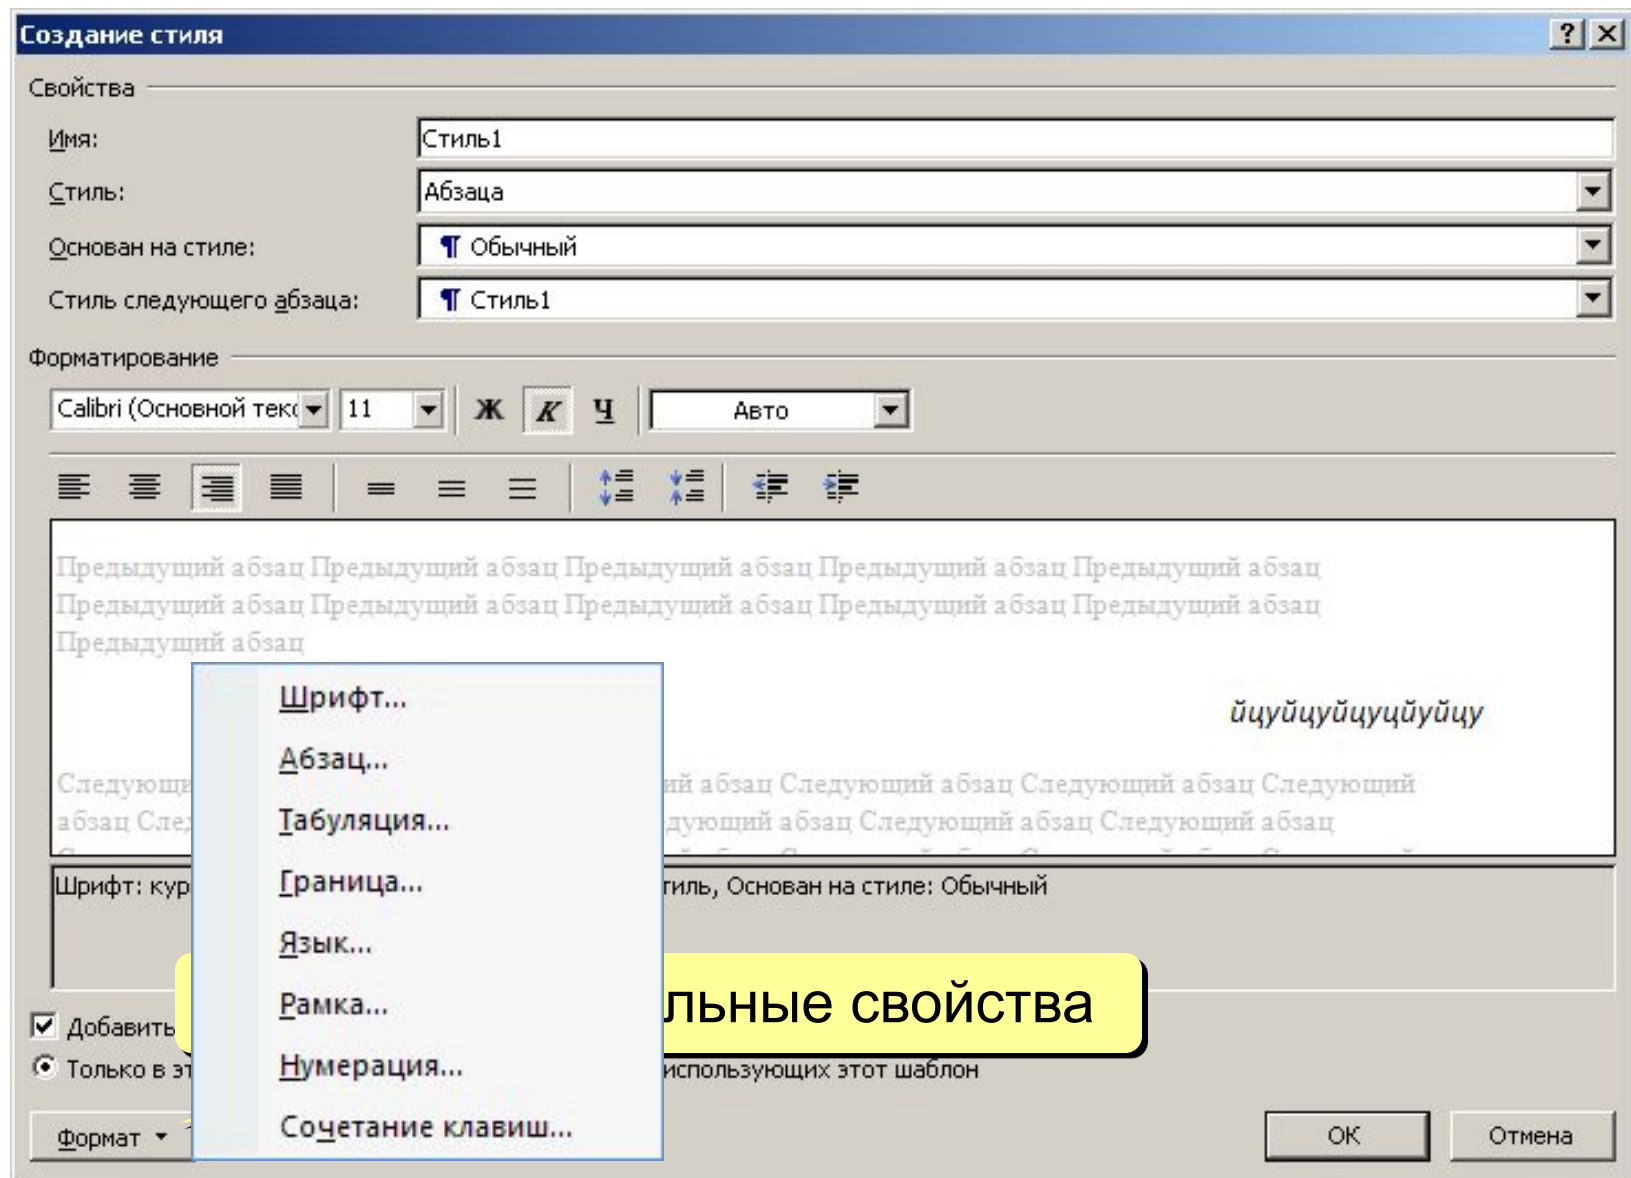 Создание стиля
Свойства
Имя:
Стиль1
Стиль:
Абзаца
Основан на стиле:
¶ Обычный
Стиль следующего абзаца:
¶ Стиль1
Форматирование
Calibri (Основной текс
11
Ж К Ч
Авто
Предыдущий абзац Предыдущий абзац Предыдущий абзац Предыдущий абзац Предыдущий абзац
Предыдущий абзац Предыдущий абзац Предыдущий абзац Предыдущий абзац Предыдущий абзац
Предыдущий абзац
йцуйцуйцуцйуйцу
Следующи
ий абзац Следующий абзац Следующий абзац Следующий
абзац Сле
дующий абзац Следующий абзац Следующий абзац
Шрифт: кур
тиль, Основан на стиле: Обычный
льные свойства
Добавить
Только в эт
использующих этот шаблон
Формат
Шрифт...
Абзац...
Табуляция...
Граница...
Язык...
Рамка...
Нумерация...
Сочетание клавиш...
ОК
Отмена